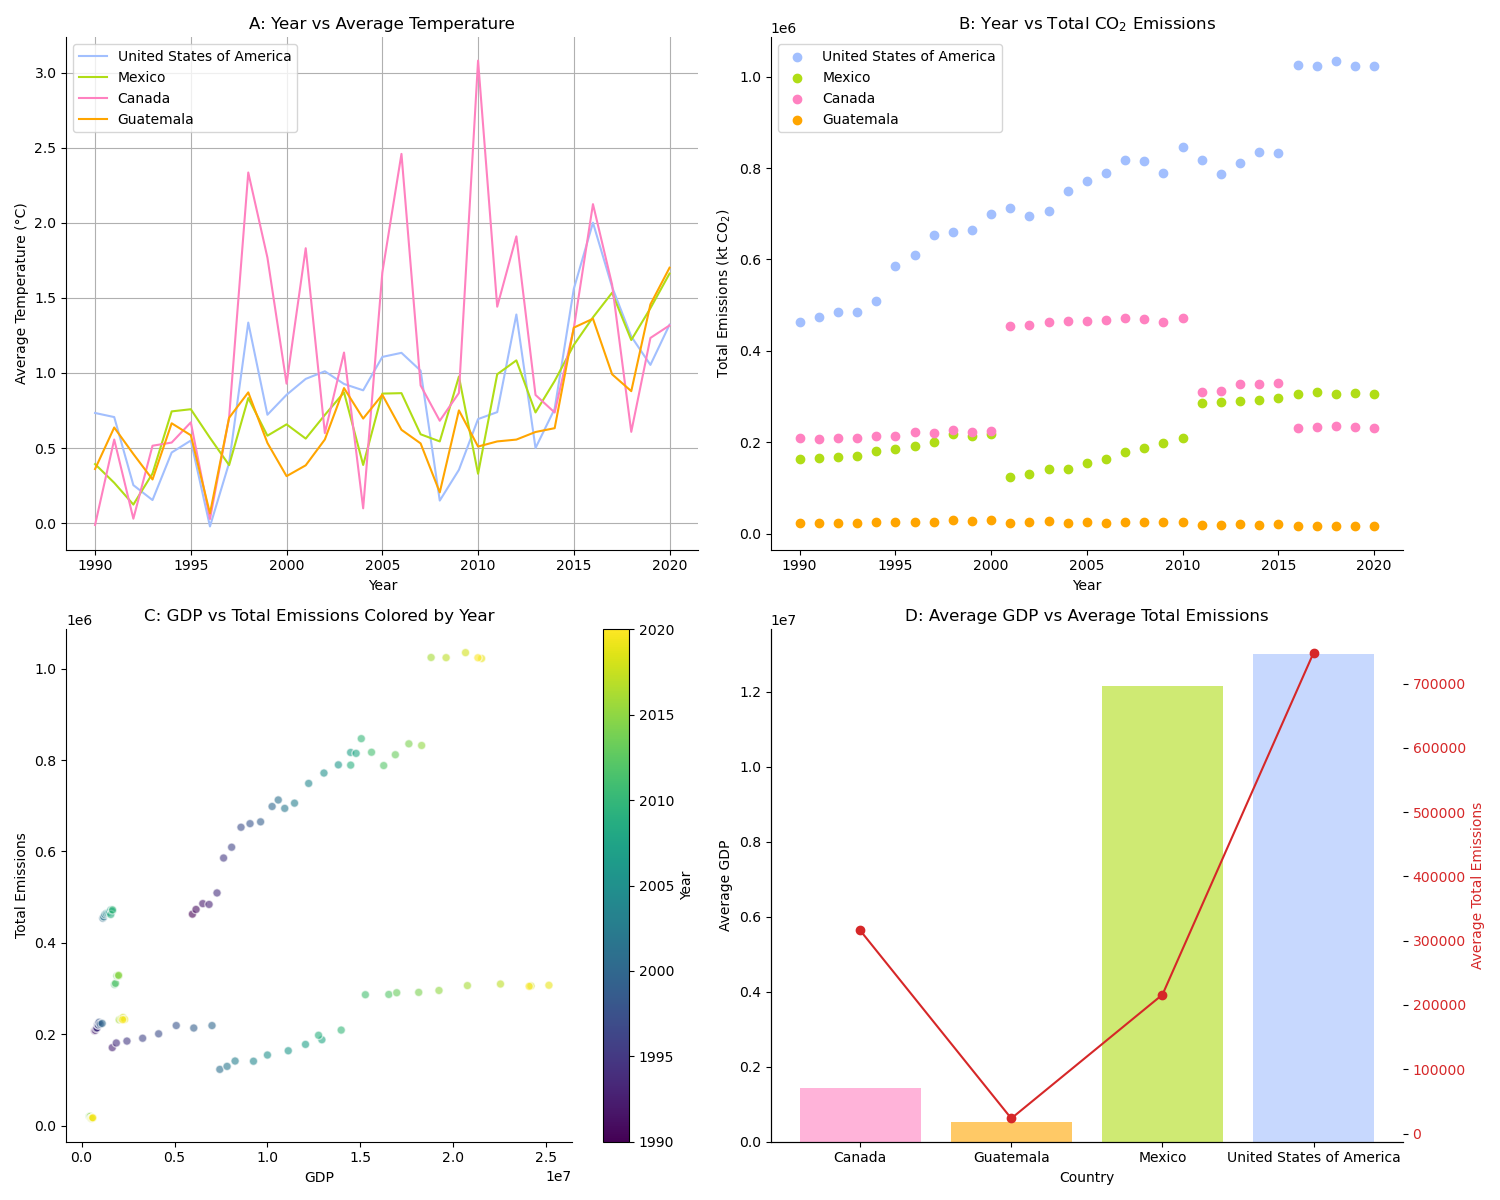 A: Year vs Average Temperature
United States of America
Mexico
Canada
Guatemala
3.0
2.5
2.0
1.5
1.0
0.5
0.0
Average Temperature (°C)
1990 1995 2000 2005 2010 2015 2020
Year
B: Year vs Total CO₂ Emissions
1e6
United States of America
Mexico
Canada
Guatemala
1.0
0.8
0.6
0.4
0.2
0.0
Total Emissions (kt CO₂)
1990 1995 2000 2005 2010 2015 2020
Year
C: GDP vs Total Emissions Colored by Year
1e6
1.0
0.8
0.6
0.4
0.2
0.0
Total Emissions
0.0 0.5 1.0 1.5 2.0 2.5
1e7
GDP
2020
2015
2010
2005
2000
1995
1990
Year
D: Average GDP vs Average Total Emissions
1e7
1.2
1.0
0.8
0.6
0.4
0.2
0.0
Average GDP
Canada Guatemala Mexico United States of America
Country
700000
600000
500000
400000
300000
200000
100000
0
Average Total Emissions